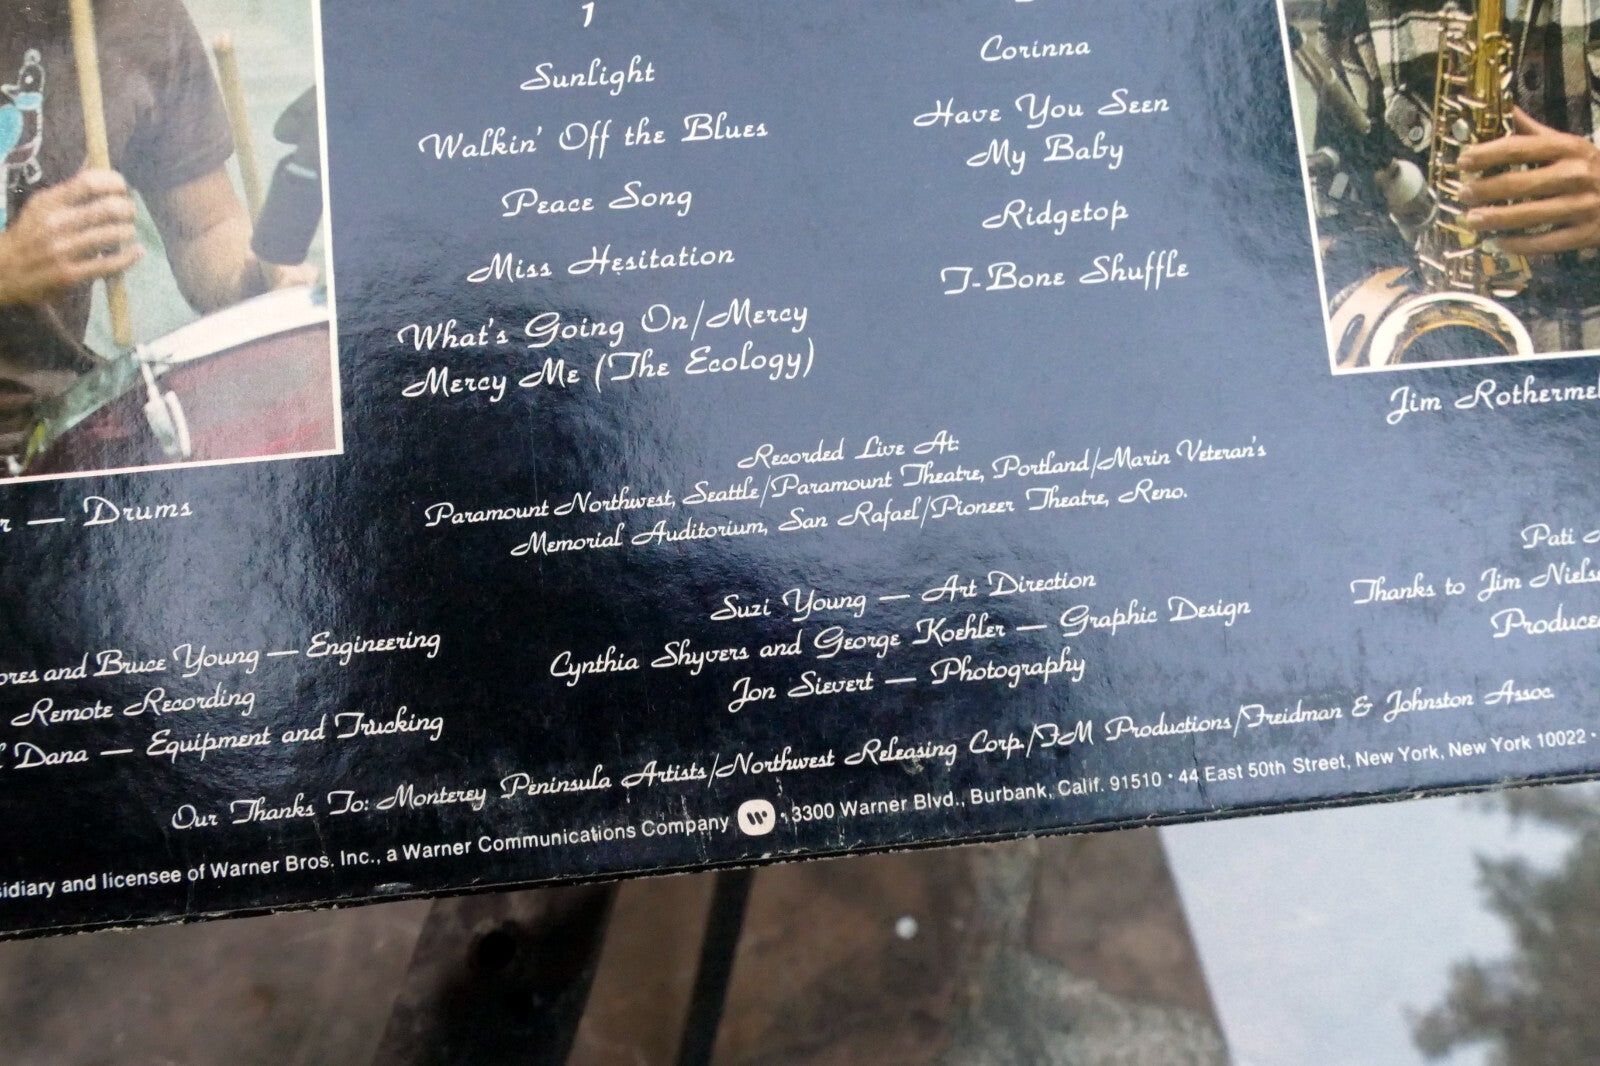 1
Sunlight
Walkin' Off the Blues
Peace Song
Miss Hesitation
What's Going On/Mercy
Mercy Me (The Ecology)
Corinna
Have You Seen
My Baby
Ridgetop
T-Bone Shuffle
Jim Rothermel
— Drums
Recorded Live At:
Paramount Northwest, Seattle/Paramount Theatre, Portland/Marin Veteran's
Memorial Auditorium, San Rafael/Pioneer Theatre, Reno.
and Bruce Young — Engineering
Remote Recording
Dana — Equipment and Trucking
Suzi Young — Art Direction
Cynthia Shyvers and George Koehler — Graphic Design
Jon Sievert — Photography
Pati
Thanks to Jim
Our Thanks To: Monterey Peninsula Artists/Northwest Releasing Corp./FM Productions/Freidman & Johnston Assoc.
and licensee of Warner Bros. Inc., a Warner Communications Company W • 3300 Warner Blvd., Burbank, Calif. 91510 • 44 East 50th Street, New York, New York 10022 •